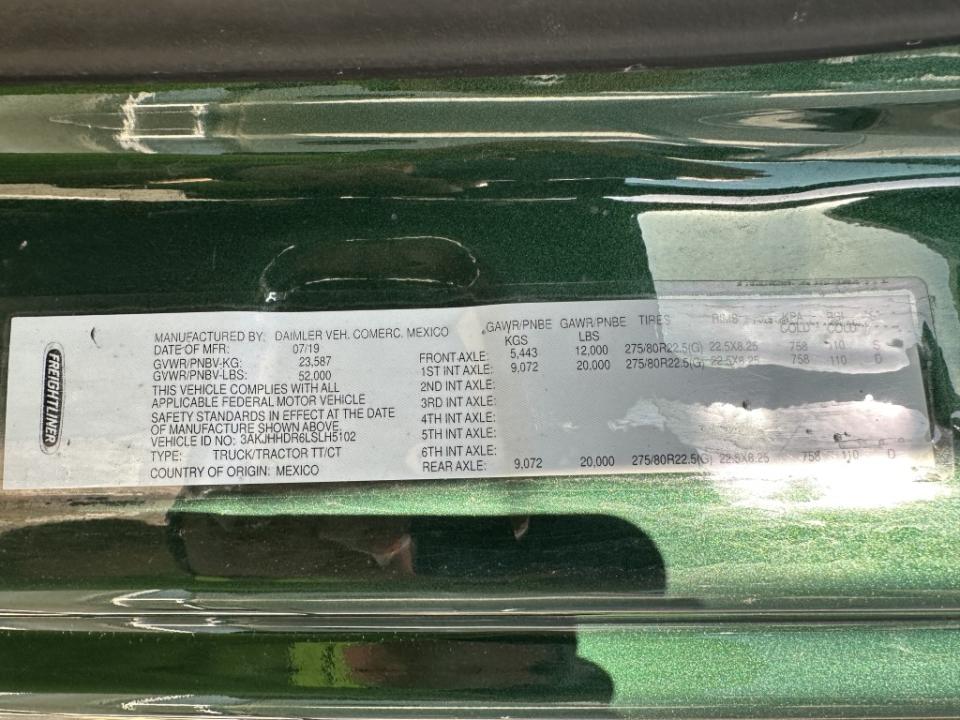 FREIGHTLINER
MANUFACTURED BY: DAIMLER VEH. COMERC. MEXICO
DATE OF MFR: 07/19
GVWR/PNBV-KG: 23,587
GVWR/PNBV-LBS: 52,000
THIS VEHICLE COMPLIES WITH ALL
APPLICABLE FEDERAL MOTOR VEHICLE
SAFETY STANDARDS IN EFFECT AT THE DATE
OF MANUFACTURE SHOWN ABOVE.
VEHICLE ID NO: 3AKJHHDR6LSLH5102
TYPE: TRUCK/TRACTOR TT/CT
COUNTRY OF ORIGIN: MEXICO
GAWR/PNBE GAWR/PNBE TIRES RIMS KPA PSI
KGS LBS COLD COLD
FRONT AXLE: 5,443 12,000 275/80R22.5(G) 22.5X8.25 758 110 S
1ST INT AXLE: 9,072 20,000 275/80R22.5(G) 22.5X8.25 758 110 D
2ND INT AXLE:
3RD INT AXLE:
4TH INT AXLE:
5TH INT AXLE:
6TH INT AXLE:
REAR AXLE: 9,072 20,000 275/80R22.5(G) 22.5X8.25 758 110 D